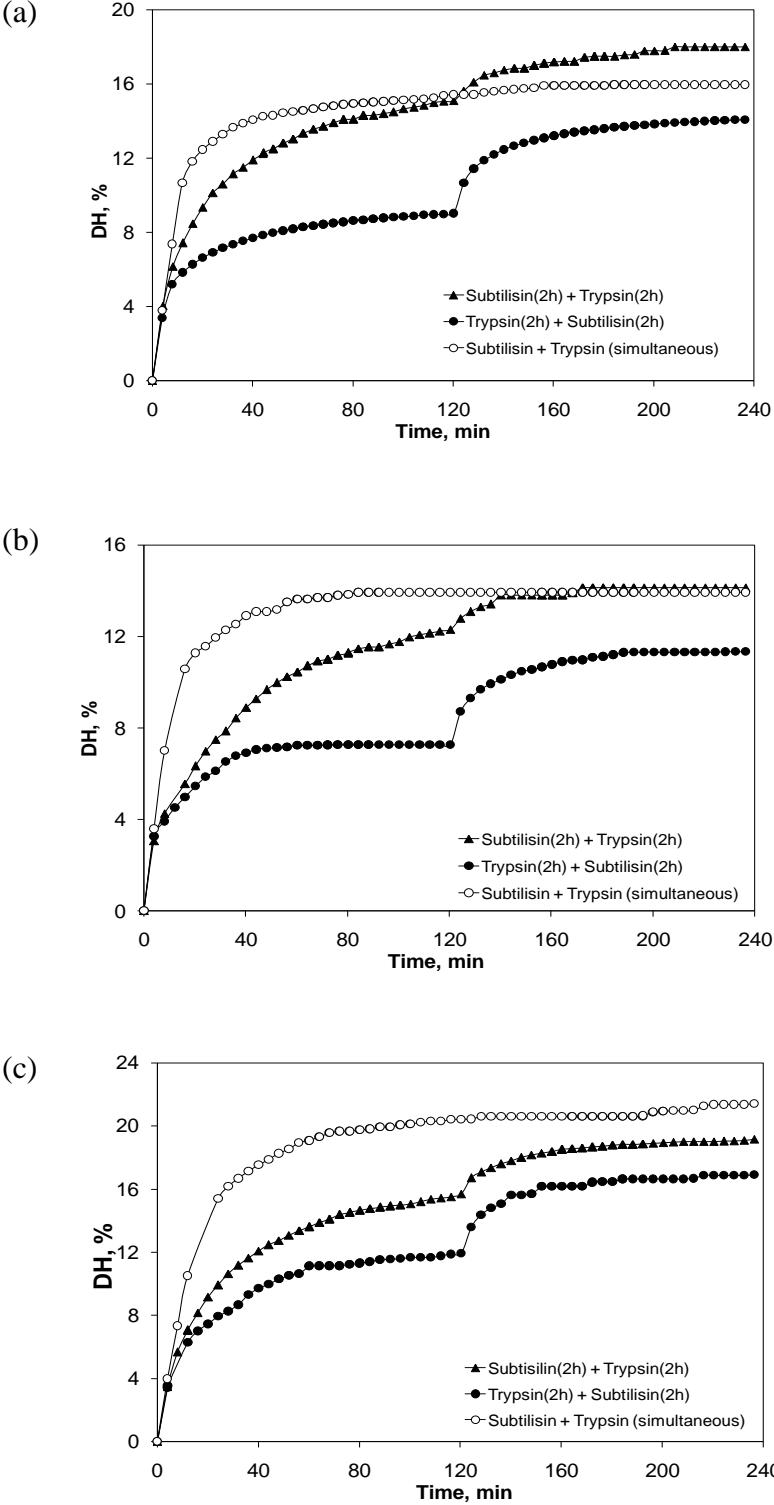 (a)
20
16
12
8
4
0
DH, %
Subtilisin(2h) + Trypsin(2h)
Trypsin(2h) + Subtilisin(2h)
Subtilisin + Trypsin (simultaneous)
0 40 80 120 160 200 240
Time, min
(b)
16
12
8
4
0
DH, %
Subtilisin(2h) + Trypsin(2h)
Trypsin(2h) + Subtilisin(2h)
Subtilisin + Trypsin (simultaneous)
0 40 80 120 160 200 240
Time, min
(c)
24
20
16
12
8
4
0
DH, %
Subtisilin(2h) + Trypsin(2h)
Trypsin(2h) + Subtilisin(2h)
Subtilisin + Trypsin (simultaneous)
0 40 80 120 160 200 240
Time, min